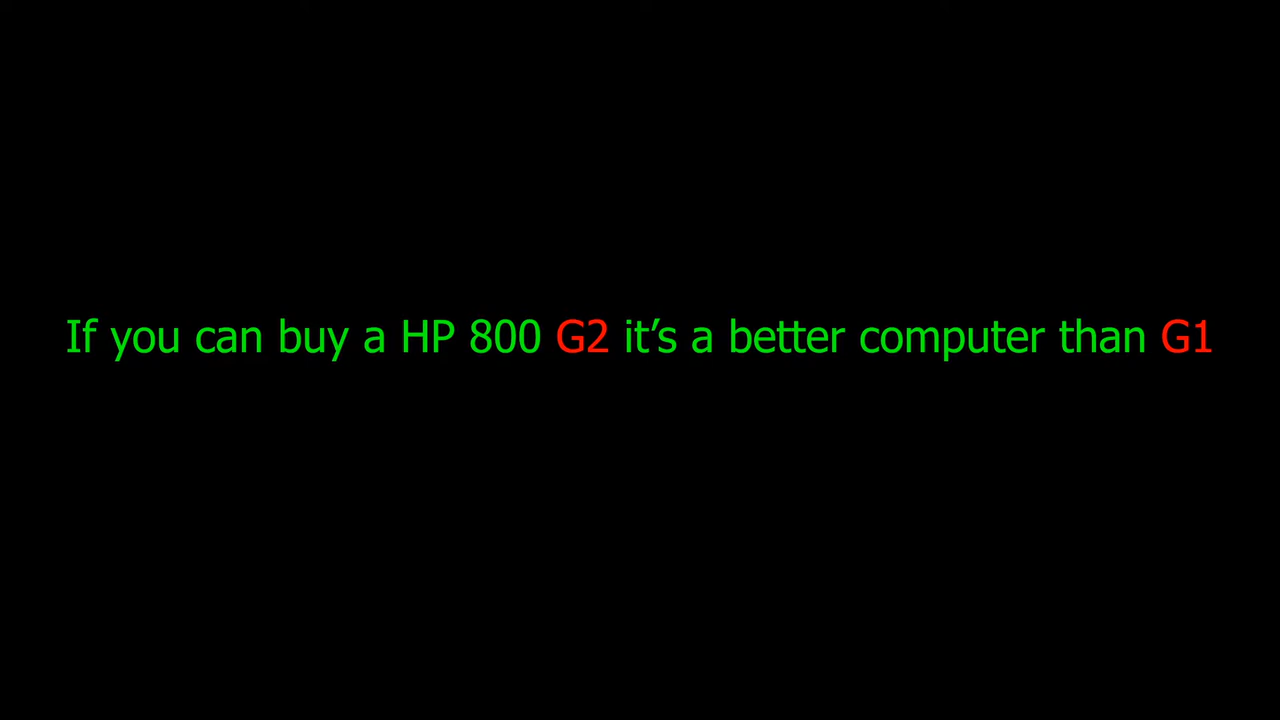 If you can buy a HP 800 G2 it’s a better computer than G1